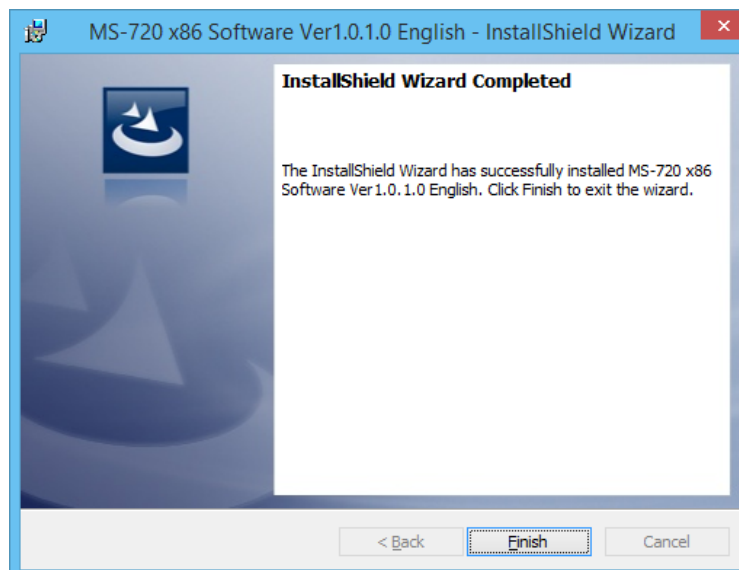 MS-720 x86 Software Ver1.0.1.0 English - InstallShield Wizard
InstallShield Wizard Completed
The InstallShield Wizard has successfully installed MS-720 x86
Software Ver1.0.1.0 English. Click Finish to exit the wizard.
< Back Finish Cancel